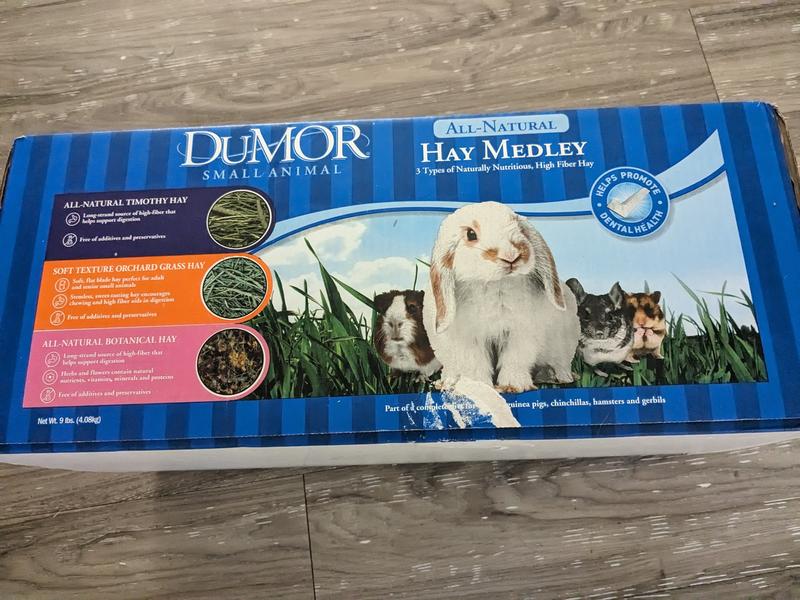 DuMOR
SMALL ANIMAL
ALL-NATURAL
HAY MEDLEY
3 Types of Naturally Nutritious, High Fiber Hay
HELPS PROMOTE
DENTAL HEALTH
ALL-NATURAL TIMOTHY HAY
Long-strand source of high-fiber that
helps support digestion
Free of additives and preservatives
SOFT TEXTURE ORCHARD GRASS HAY
Soft, flat blade hay perfect for adult
and senior small animals
Stemless, sweet-tasting hay encourages
chewing and high fiber aids in digestion
Free of additives and preservatives
ALL-NATURAL BOTANICAL HAY
Long-strand source of high-fiber that
helps support digestion
Herbs and flowers contain natural
nutrients, vitamins, minerals and proteins
Free of additives and preservatives
Net Wt. 9 lbs. (4.08kg)
Part of a complete diet for guinea pigs, chinchillas, hamsters and gerbils